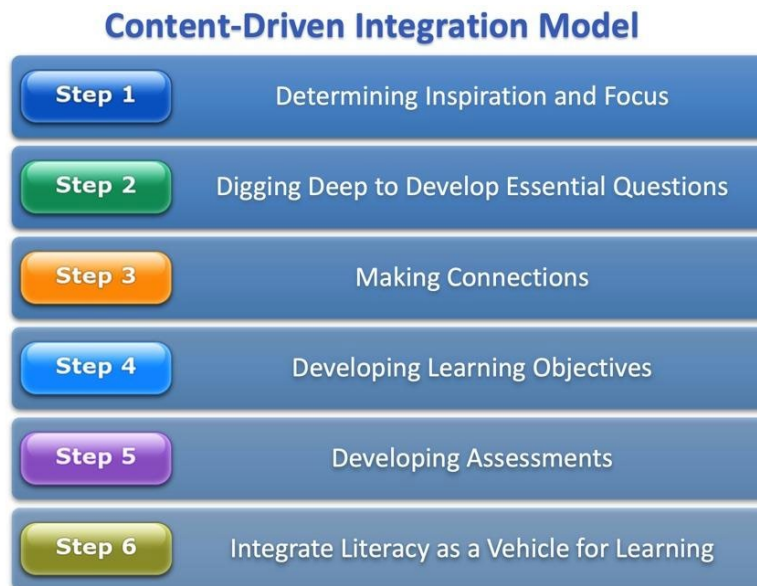 Content-Driven Integration Model
Step 1 Determining Inspiration and Focus
Step 2 Digging Deep to Develop Essential Questions
Step 3 Making Connections
Step 4 Developing Learning Objectives
Step 5 Developing Assessments
Step 6 Integrate Literacy as a Vehicle for Learning